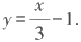 y = x/3 − 1.